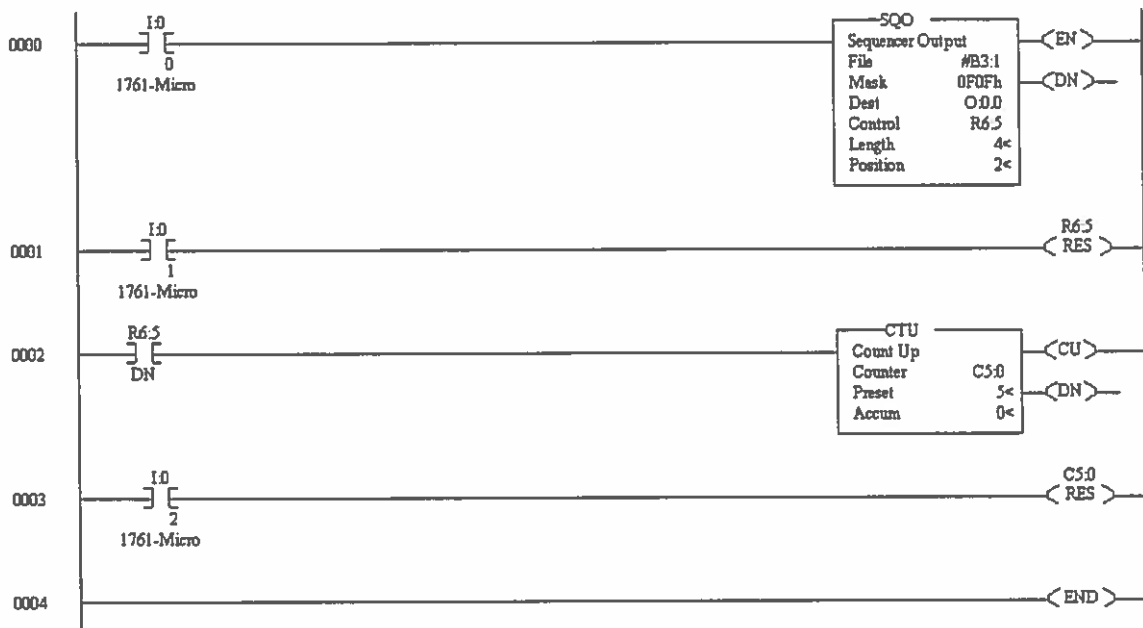 I:0
SQO
0000
Sequencer Output
EN
0
File #B3:1
1761-Micro
Mask 0F0Fh
DN
Dest O:0.0
Control R6:5
Length 4<
Position 2<
I:0
R6:5
0001
RES
1
1761-Micro
R6:5
CTU
0002
Count Up
CU
DN
Counter C5:0
Preset 5<
DN
Accum 0<
I:0
C5:0
0003
RES
2
1761-Micro
0004
END